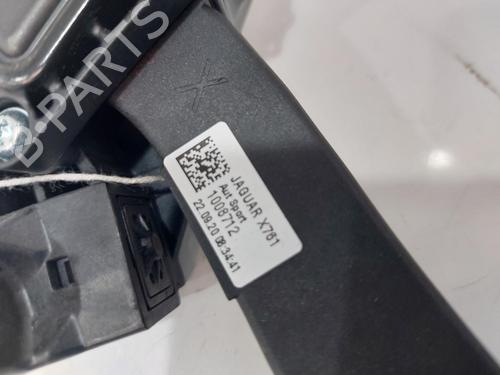 B-PARTS
JAGUAR X761
Aut Sport
1008712
22.09.20 08:34:41